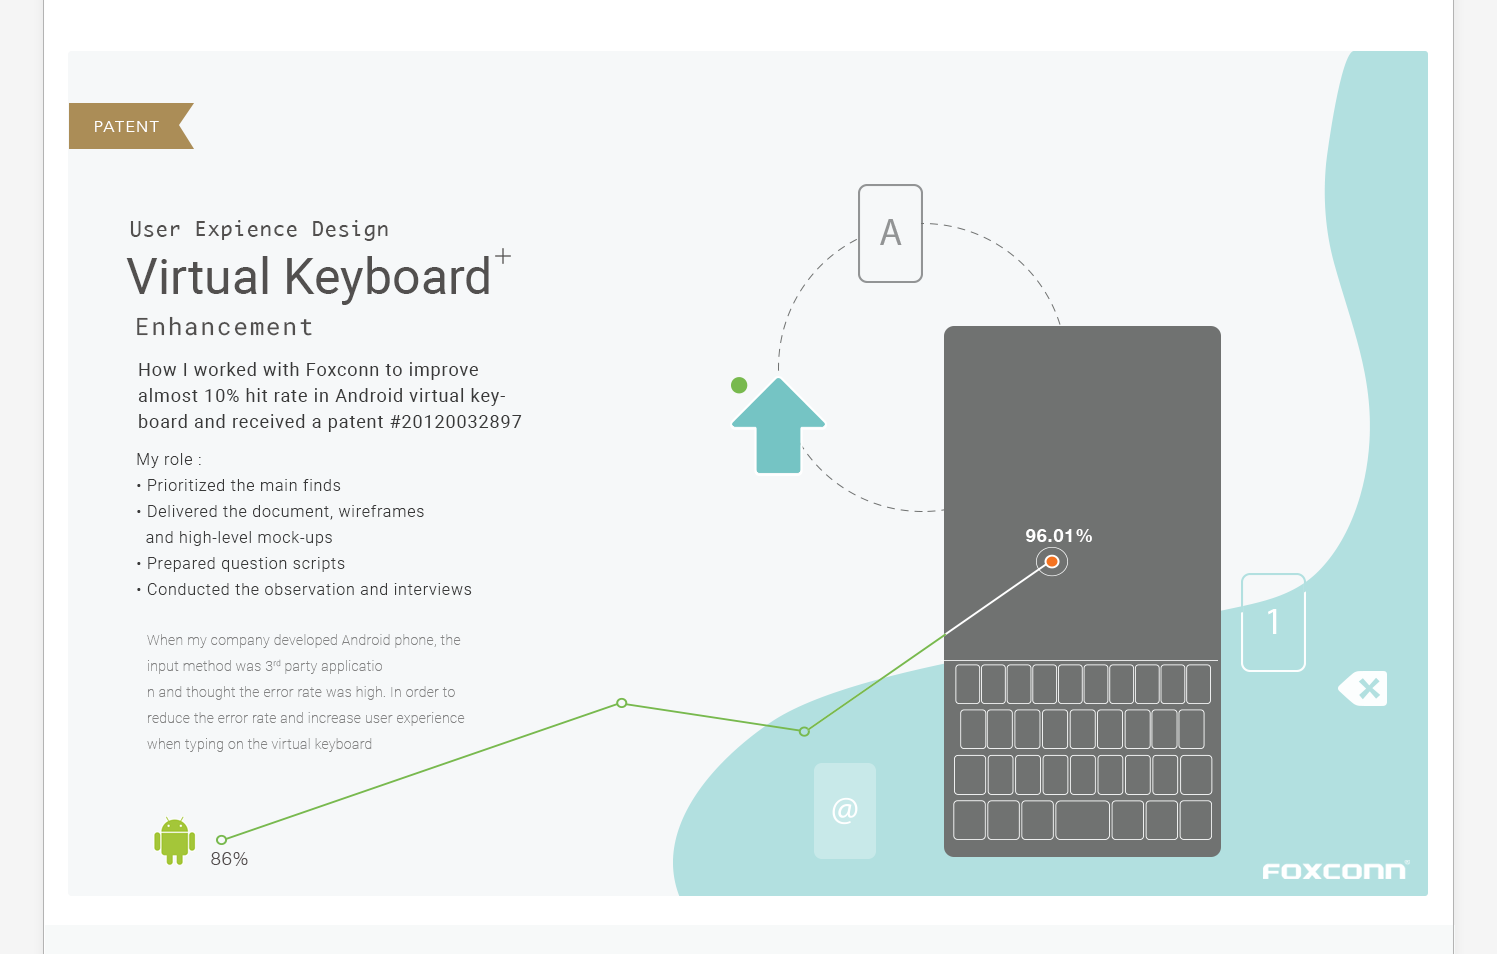 PATENT
User Expience Design
Virtual Keyboard+
Enhancement
How I worked with Foxconn to improve
almost 10% hit rate in Android virtual key-
board and received a patent #20120032897
My role :
• Prioritized the main finds
• Delivered the document, wireframes
and high-level mock-ups
• Prepared question scripts
• Conducted the observation and interviews
When my company developed Android phone, the
input method was 3rd party applicatio
n and thought the error rate was high. In order to
reduce the error rate and increase user experience
when typing on the virtual keyboard
86%
A
96.01%
1
@
FOXCONN®